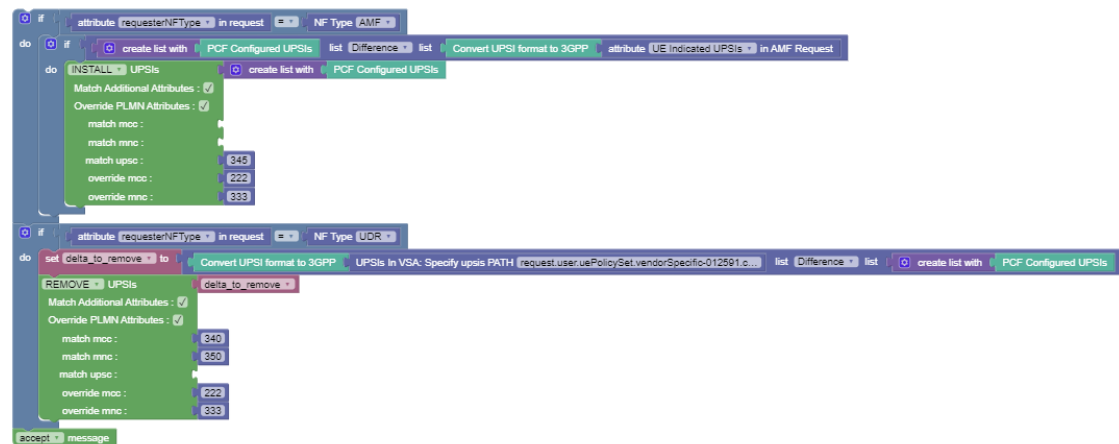 if attribute requesterNFType in request = NF Type AMF
do if create list with PCF Configured UPSIs list Difference list Convert UPSI format to 3GPP attribute UE Indicated UPSIs in AMF Request
do INSTALL UPSIs create list with PCF Configured UPSIs
Match Additional Attributes :
Override PLMN Attributes :
match mcc :
match mnc :
match upsc : 345
override mcc : 222
override mnc : 333
if attribute requesterNFType in request = NF Type UDR
do set delta_to_remove to Convert UPSI format to 3GPP UPSIs In VSA: Specify upsis PATH request.user.uePolicySet.vendorSpecific-012591.c... list Difference list create list with PCF Configured UPSIs
REMOVE UPSIs delta_to_remove
Match Additional Attributes :
Override PLMN Attributes :
match mcc : 340
match mnc : 350
match upsc :
override mcc : 222
override mnc : 333
accept message